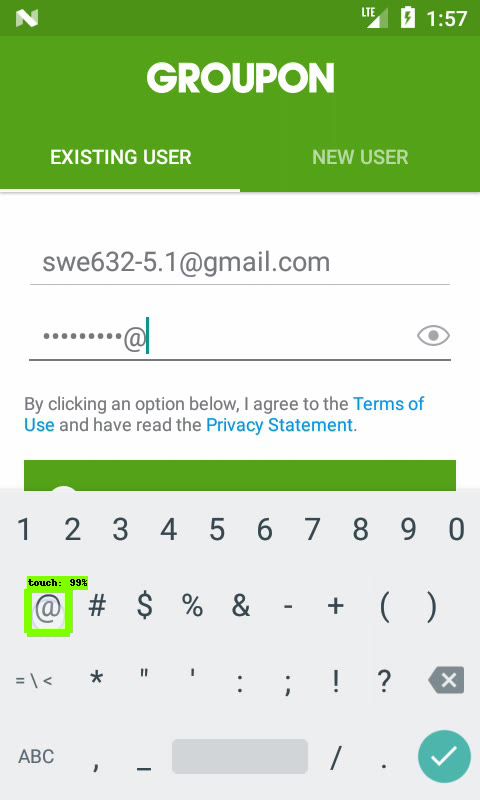 LTE 1:57
GROUPON
EXISTING USER NEW USER
swe632-5.1@gmail.com
•••••••••@
By clicking an option below, I agree to the Terms of
Use and have read the Privacy Statement.
1 2 3 4 5 6 7 8 9 0
touch: 99%
@ # $ % & - + ( )
= \ < * " ' : ; ! ?
ABC , _ / .